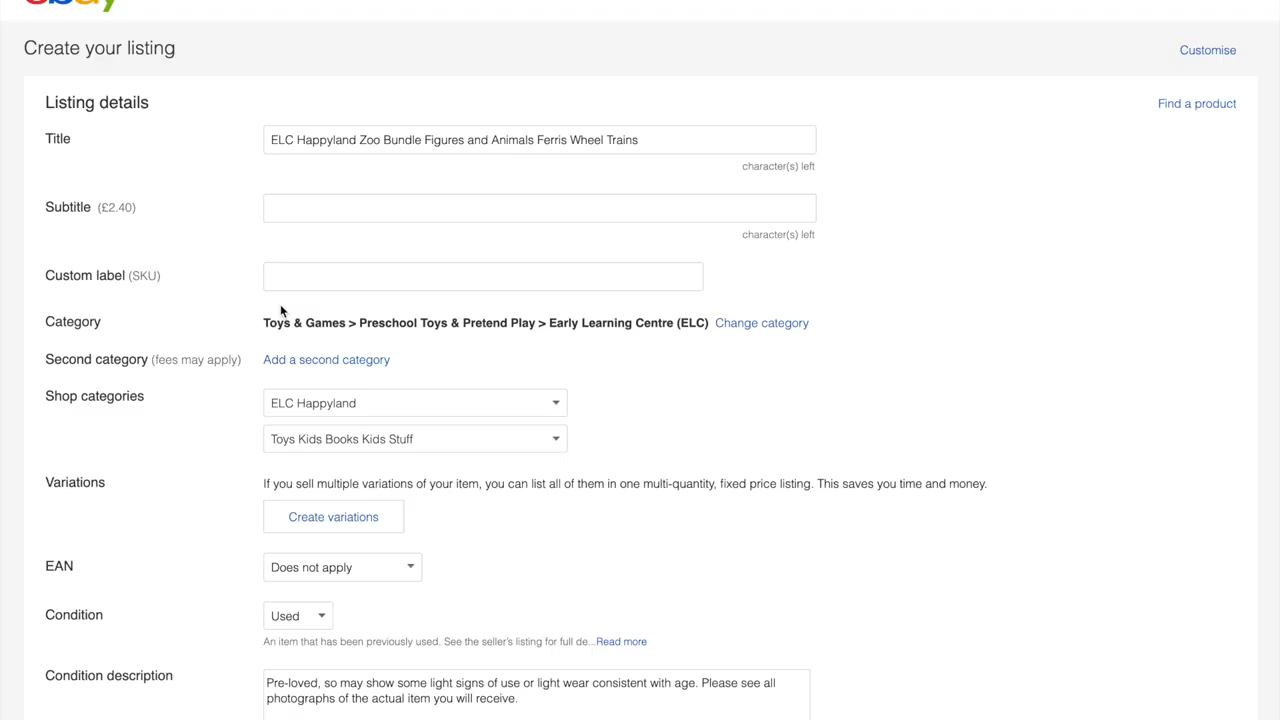 ebay
Create your listing
Customise
Listing details
Find a product
Title
ELC Happyland Zoo Bundle Figures and Animals Ferris Wheel Trains
character(s) left
Subtitle (£2.40)
character(s) left
Custom label (SKU)
Category
Toys & Games > Preschool Toys & Pretend Play > Early Learning Centre (ELC) Change category
Second category (fees may apply)
Add a second category
Shop categories
ELC Happyland
Toys Kids Books Kids Stuff
Variations
If you sell multiple variations of your item, you can list all of them in one multi-quantity, fixed price listing. This saves you time and money.
Create variations
EAN
Does not apply
Condition
Used
An item that has been previously used. See the seller's listing for full de...Read more
Condition description
Pre-loved, so may show some light signs of use or light wear consistent with age. Please see all
photographs of the actual item you will receive.